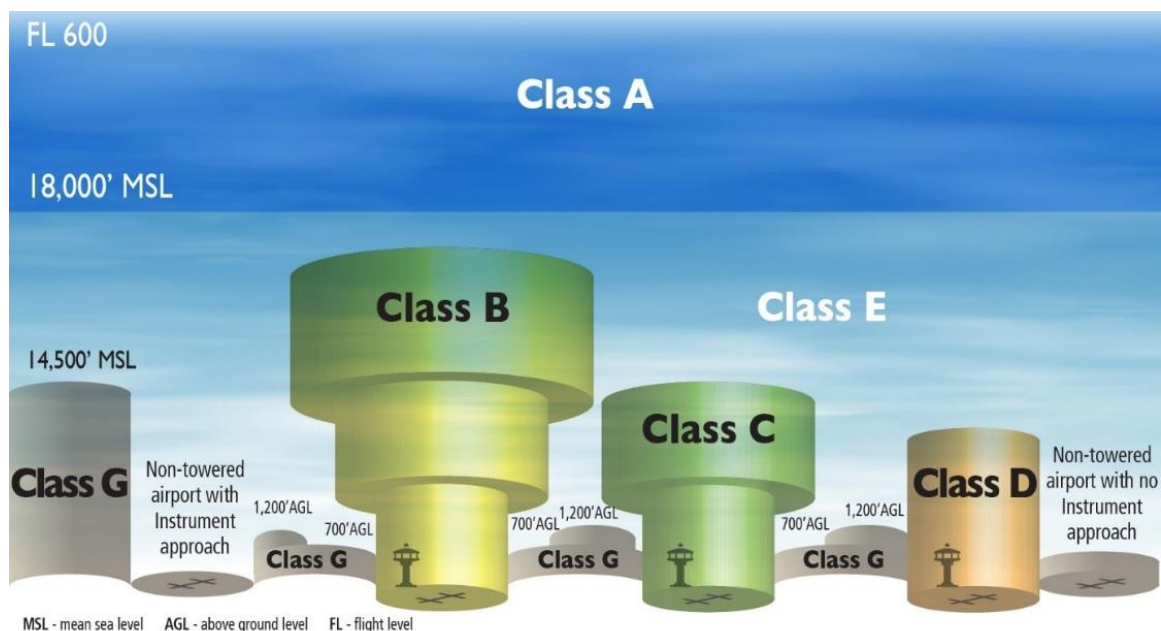 FL 600
Class A
18,000’ MSL
Class B
Class E
14,500’ MSL
Class C
Class G
Non-towered
airport with
Instrument
approach
1,200’AGL
700’AGL
Class G
700’AGL
1,200’AGL
Class G
700’AGL
1,200’AGL
Class G
Class D
Non-towered
airport with no
Instrument
approach
MSL - mean sea level AGL - above ground level FL - flight level